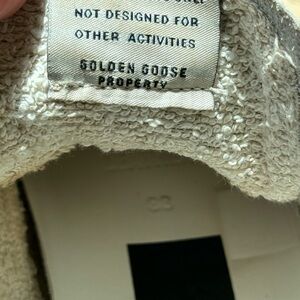 NOT DESIGNED FOR
OTHER ACTIVITIES
GOLDEN GOOSE
PROPERTY